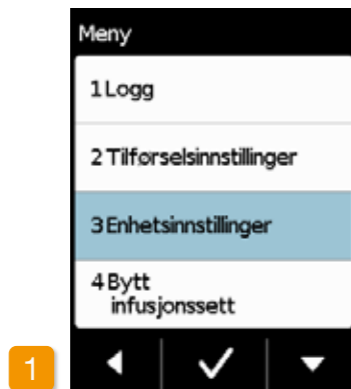 Meny
1 Logg
2 Tilførselsinnstillinger
3 Enhetsinnstillinger
4 Bytt
infusjonssett
1